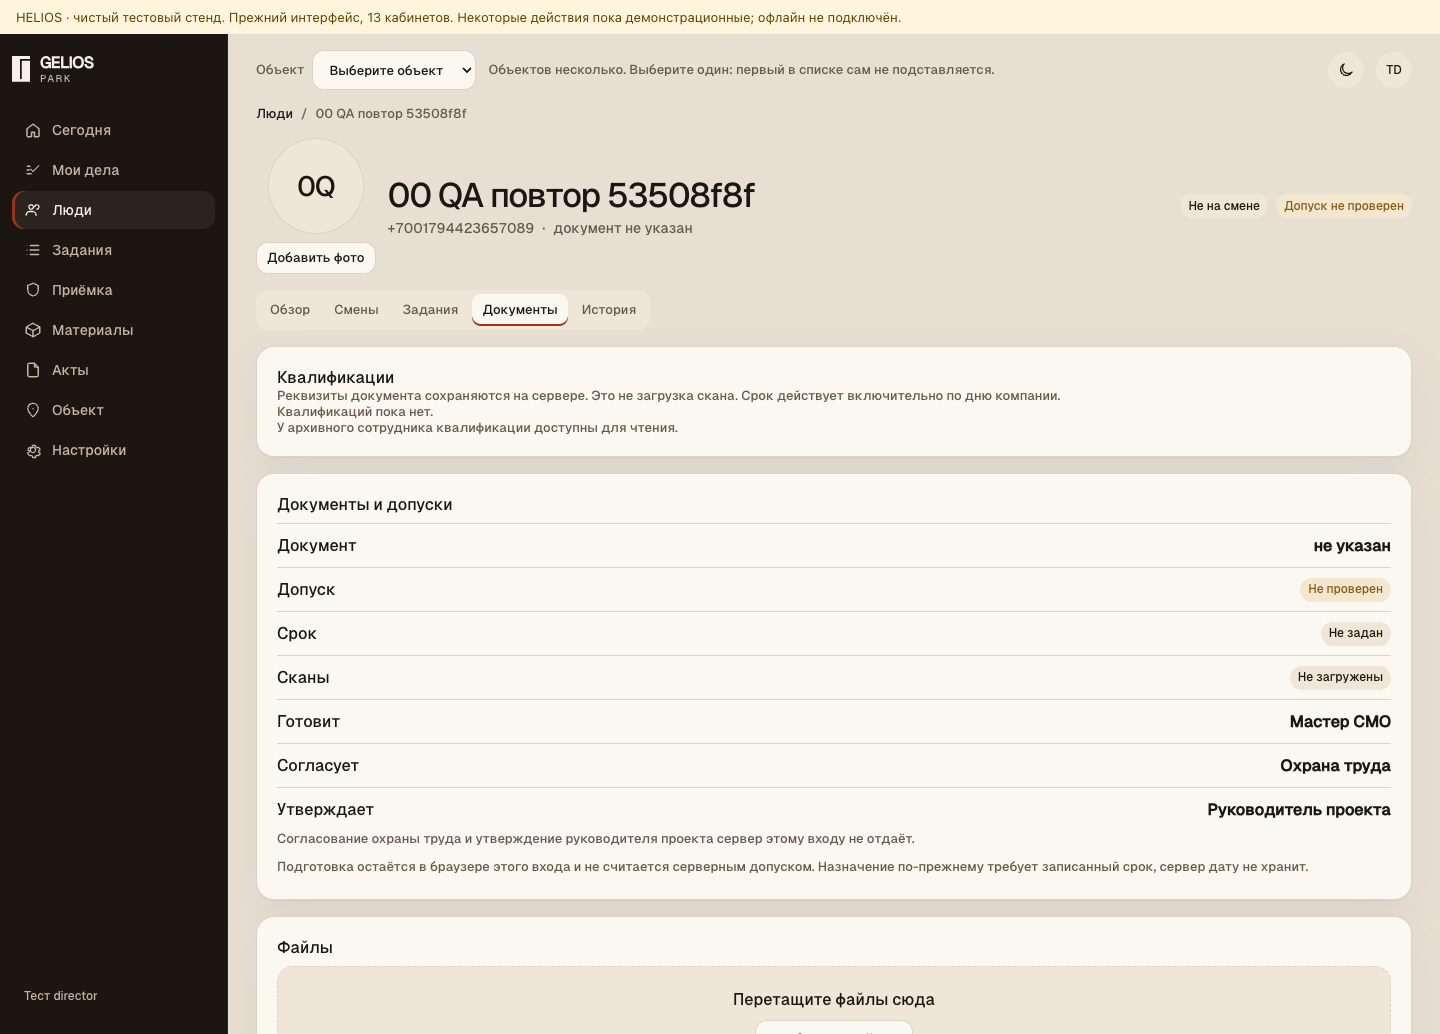 HELIOS · чистый тестовый стенд. Прежний интерфейс, 13 кабинетов. Некоторые действия пока демонстрационные; офлайн не подключён.
GELIOS
PARK
Объект
Выберите объект
Объектов несколько. Выберите один: первый в списке сам не подставляется.
TD
Сегодня
Мои дела
Люди
Задания
Приёмка
Материалы
Акты
Объект
Настройки
Тест director
Люди / 00 QA повтор 53508f8f
0Q
00 QA повтор 53508f8f
+7001794423657089 · документ не указан
Не на смене
Допуск не проверен
Добавить фото
Обзор
Смены
Задания
Документы
История
Квалификации
Реквизиты документа сохраняются на сервере. Это не загрузка скана. Срок действует включительно по дню компании.
Квалификаций пока нет.
У архивного сотрудника квалификации доступны для чтения.
Документы и допуски
Документ
не указан
Допуск
Не проверен
Срок
Не задан
Сканы
Не загружены
Готовит
Мастер СМО
Согласует
Охрана труда
Утверждает
Руководитель проекта
Согласование охраны труда и утверждение руководителя проекта сервер этому входу не отдаёт.
Подготовка остаётся в браузере этого входа и не считается серверным допуском. Назначение по-прежнему требует записанный срок, сервер дату не хранит.
Файлы
Перетащите файлы сюда